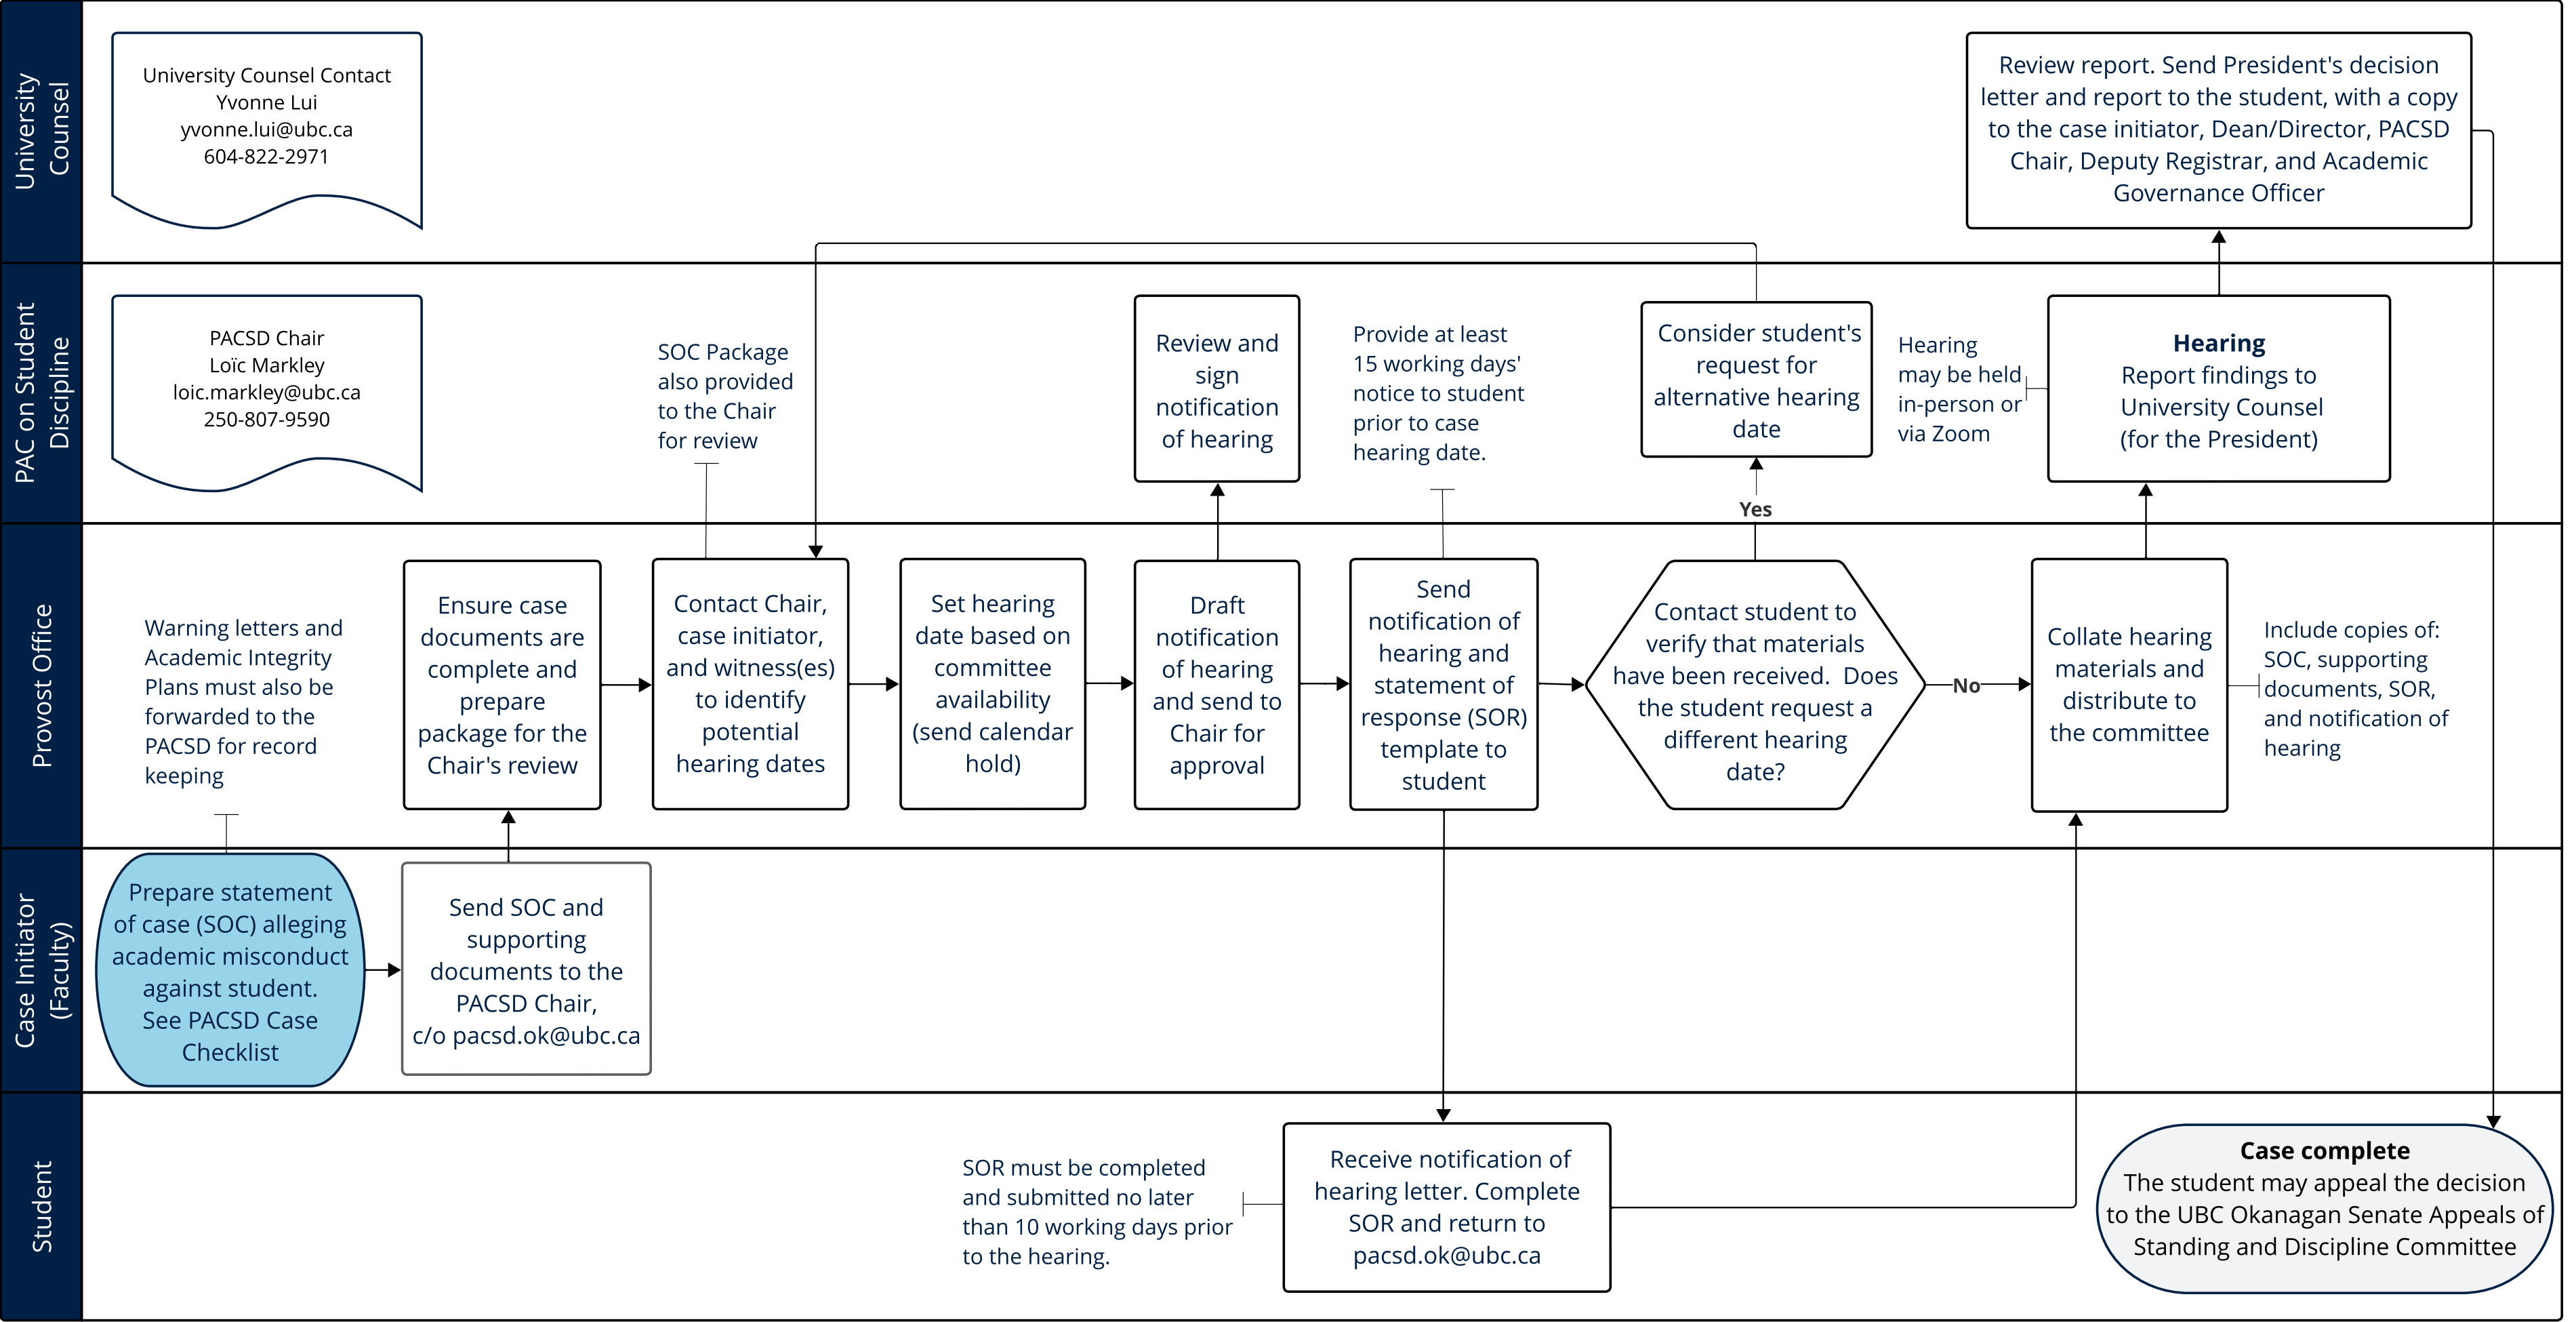 University
Counsel
University Counsel Contact
Yvonne Lui
yvonne.lui@ubc.ca
604-822-2971
Review report. Send President's decision
letter and report to the student, with a copy
to the case initiator, Dean/Director, PACSD
Chair, Deputy Registrar, and Academic
Governance Officer
PAC on Student
Discipline
PACSD Chair
Loïc Markley
loic.markley@ubc.ca
250-807-9590
SOC Package
also provided
to the Chair
for review
Review and
sign
notification
of hearing
Provide at least
15 working days'
notice to student
prior to case
hearing date.
Consider student's
request for
alternative hearing
date
Yes
Hearing
may be held
in-person or
via Zoom
Hearing
Report findings to
University Counsel
(for the President)
Provost Office
Warning letters and
Academic Integrity
Plans must also be
forwarded to the
PACSD for record
keeping
Ensure case
documents are
complete and
prepare
package for the
Chair's review
Contact Chair,
case initiator,
and witness(es)
to identify
potential
hearing dates
Set hearing
date based on
committee
availability
(send calendar
hold)
Draft
notification
of hearing
and send to
Chair for
approval
Send
notification of
hearing and
statement of
response (SOR)
template to
student
Contact student to
verify that materials
have been received. Does
the student request a
different hearing
date?
No
Collate hearing
materials and
distribute to
the committee
Include copies of:
SOC, supporting
documents, SOR,
and notification of
hearing
Case Initiator
(Faculty)
Prepare statement
of case (SOC) alleging
academic misconduct
against student.
See PACSD Case
Checklist
Send SOC and
supporting
documents to the
PACSD Chair,
c/o pacsd.ok@ubc.ca
Student
SOR must be completed
and submitted no later
than 10 working days prior
to the hearing.
Receive notification of
hearing letter. Complete
SOR and return to
pacsd.ok@ubc.ca
Case complete
The student may appeal the decision
to the UBC Okanagan Senate Appeals of
Standing and Discipline Committee